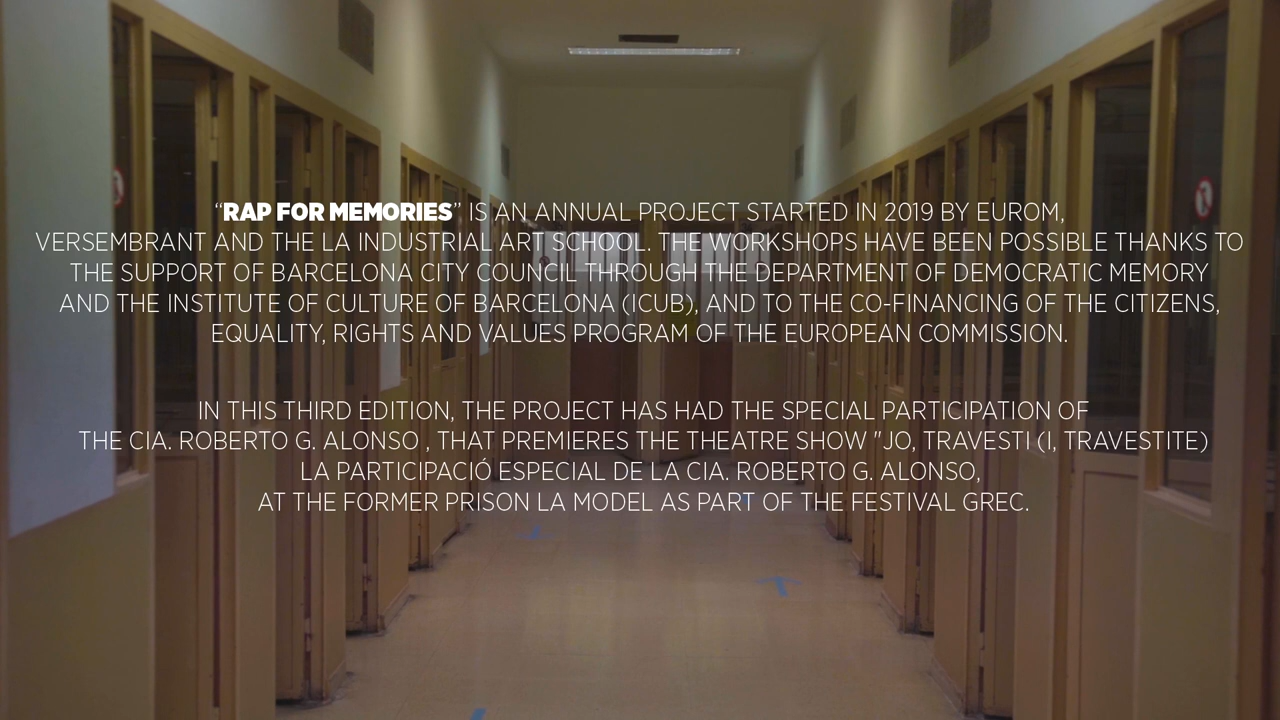 “RAP FOR MEMORIES” IS AN ANNUAL PROJECT STARTED IN 2019 BY EUROM,
VERSEMBRANT AND THE LA INDUSTRIAL ART SCHOOL. THE WORKSHOPS HAVE BEEN POSSIBLE THANKS TO
THE SUPPORT OF BARCELONA CITY COUNCIL THROUGH THE DEPARTMENT OF DEMOCRATIC MEMORY
AND THE INSTITUTE OF CULTURE OF BARCELONA (ICUB), AND TO THE CO-FINANCING OF THE CITIZENS,
EQUALITY, RIGHTS AND VALUES PROGRAM OF THE EUROPEAN COMMISSION.
IN THIS THIRD EDITION, THE PROJECT HAS HAD THE SPECIAL PARTICIPATION OF
THE CIA. ROBERTO G. ALONSO , THAT PREMIERES THE THEATRE SHOW "JO, TRAVESTI (I, TRAVESTITE)
LA PARTICIPACIÓ ESPECIAL DE LA CIA. ROBERTO G. ALONSO,
AT THE FORMER PRISON LA MODEL AS PART OF THE FESTIVAL GREC.